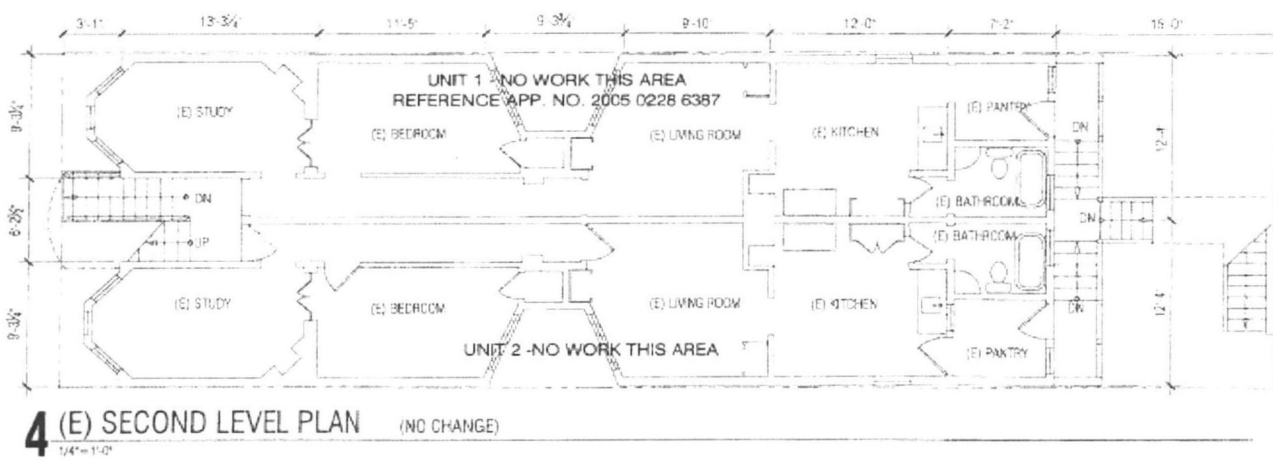 3'-11" 13'-3¾" 11'-5" 9'-3¾" 9'-10" 12'-0" 7'-2" 15'-0"
UNIT 1 - NO WORK THIS AREA
REFERENCE APP. NO. 2005 0228 6387
9'-3¼"
(E) STUDY
(E) BEDROOM
(E) LIVING ROOM
(E) KITCHEN
(E) PANTRY
DN
12'-4"
6'-2½"
DN
UP
(E) BATHROOM
DN
(E) BATHROOM
9'-3¼"
(E) STUDY
(E) BEDROOM
(E) LIVING ROOM
(E) KITCHEN
DN
12'-4"
UNIT 2 -NO WORK THIS AREA
(E) PANTRY
4 (E) SECOND LEVEL PLAN (NO CHANGE)
1/4"=1'-0"